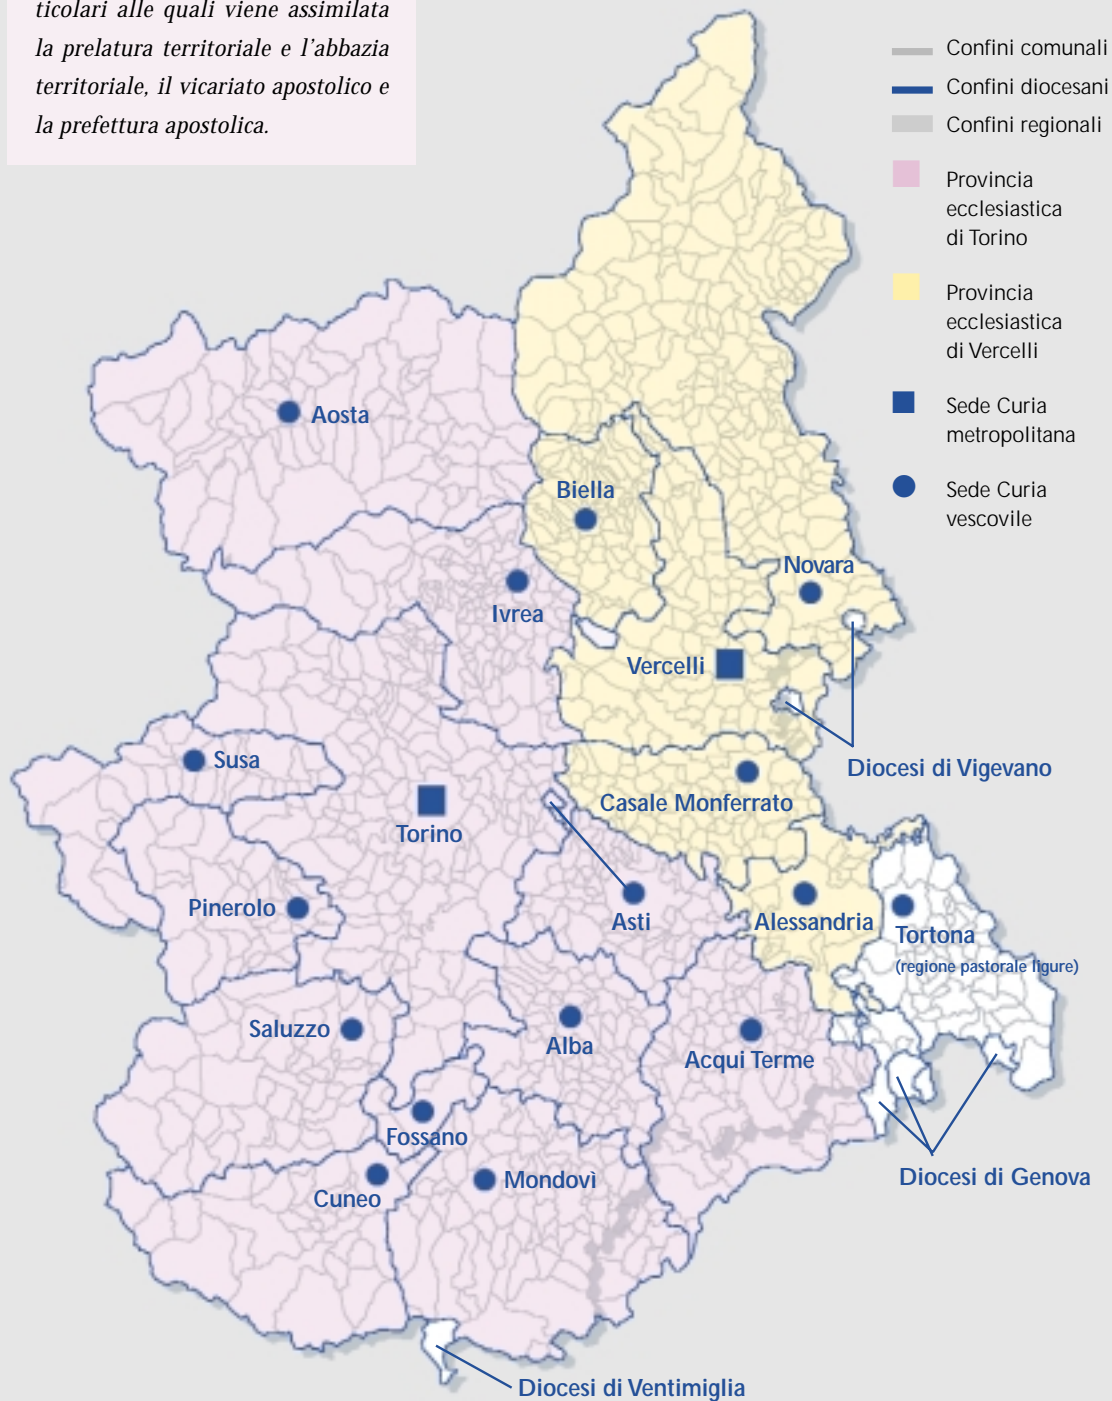 ticolari alle quali viene assimilata
la prelatura territoriale e l'abbazia
territoriale, il vicariato apostolico e
la prefettura apostolica.
Confini comunali
Confini diocesani
Confini regionali
Provincia
ecclesiastica
di Torino
Provincia
ecclesiastica
di Vercelli
Sede Curia
metropolitana
Sede Curia
vescovile
Aosta
Biella
Novara
Ivrea
Vercelli
Susa
Diocesi di Vigevano
Casale Monferrato
Torino
Pinerolo
Asti
Alessandria
Tortona
(regione pastorale ligure)
Saluzzo
Alba
Acqui Terme
Fossano
Diocesi di Genova
Mondovì
Cuneo
Diocesi di Ventimiglia